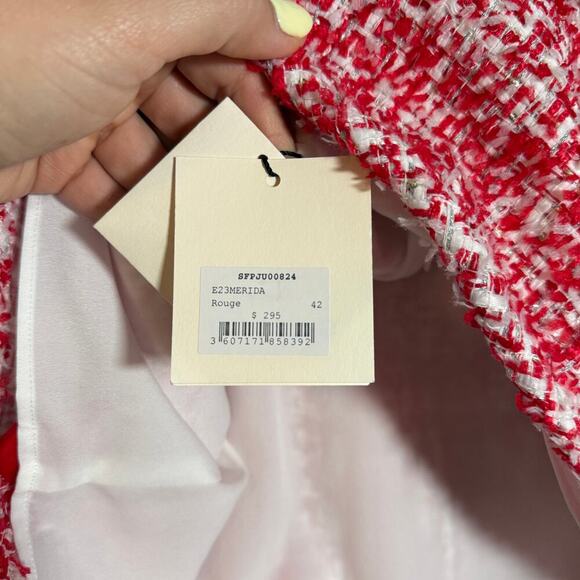 SFPJU00824
E23MERIDA
Rouge 42
$ 295
3 607171 858392